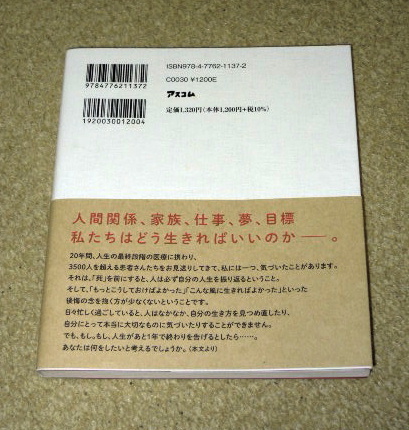 ISBN978-4-7762-1137-2
C0030 ¥1200E
アスコム
定価1,320円(本体1,200円+税10%)
9784776211372
1920030012004
人間関係、家族、仕事、夢、目標
私たちはどう生きればいいのか──。
20年間、人生の最終段階の医療に携わり、
3500人を超える患者さんたちをお見送りしてきて、私には一つ、気づいたことがあります。
それは、「死」を前にすると、人は必ず自分の人生を振り返るということ。
そして、「もっとこうしておけばよかった」「こんな風に生きればよかった」といった
後悔の念を抱く方が少なくないということです。
日々忙しく過ごしていると、人はなかなか、自分の生き方を見つめ直したり、
自分にとって本当に大切なものに気づいたりすることができません。
でも、もし。もし、人生があと1年で終わりを告げるとしたら……。
あなたは何をしたいと考えるでしょうか。(本文より)